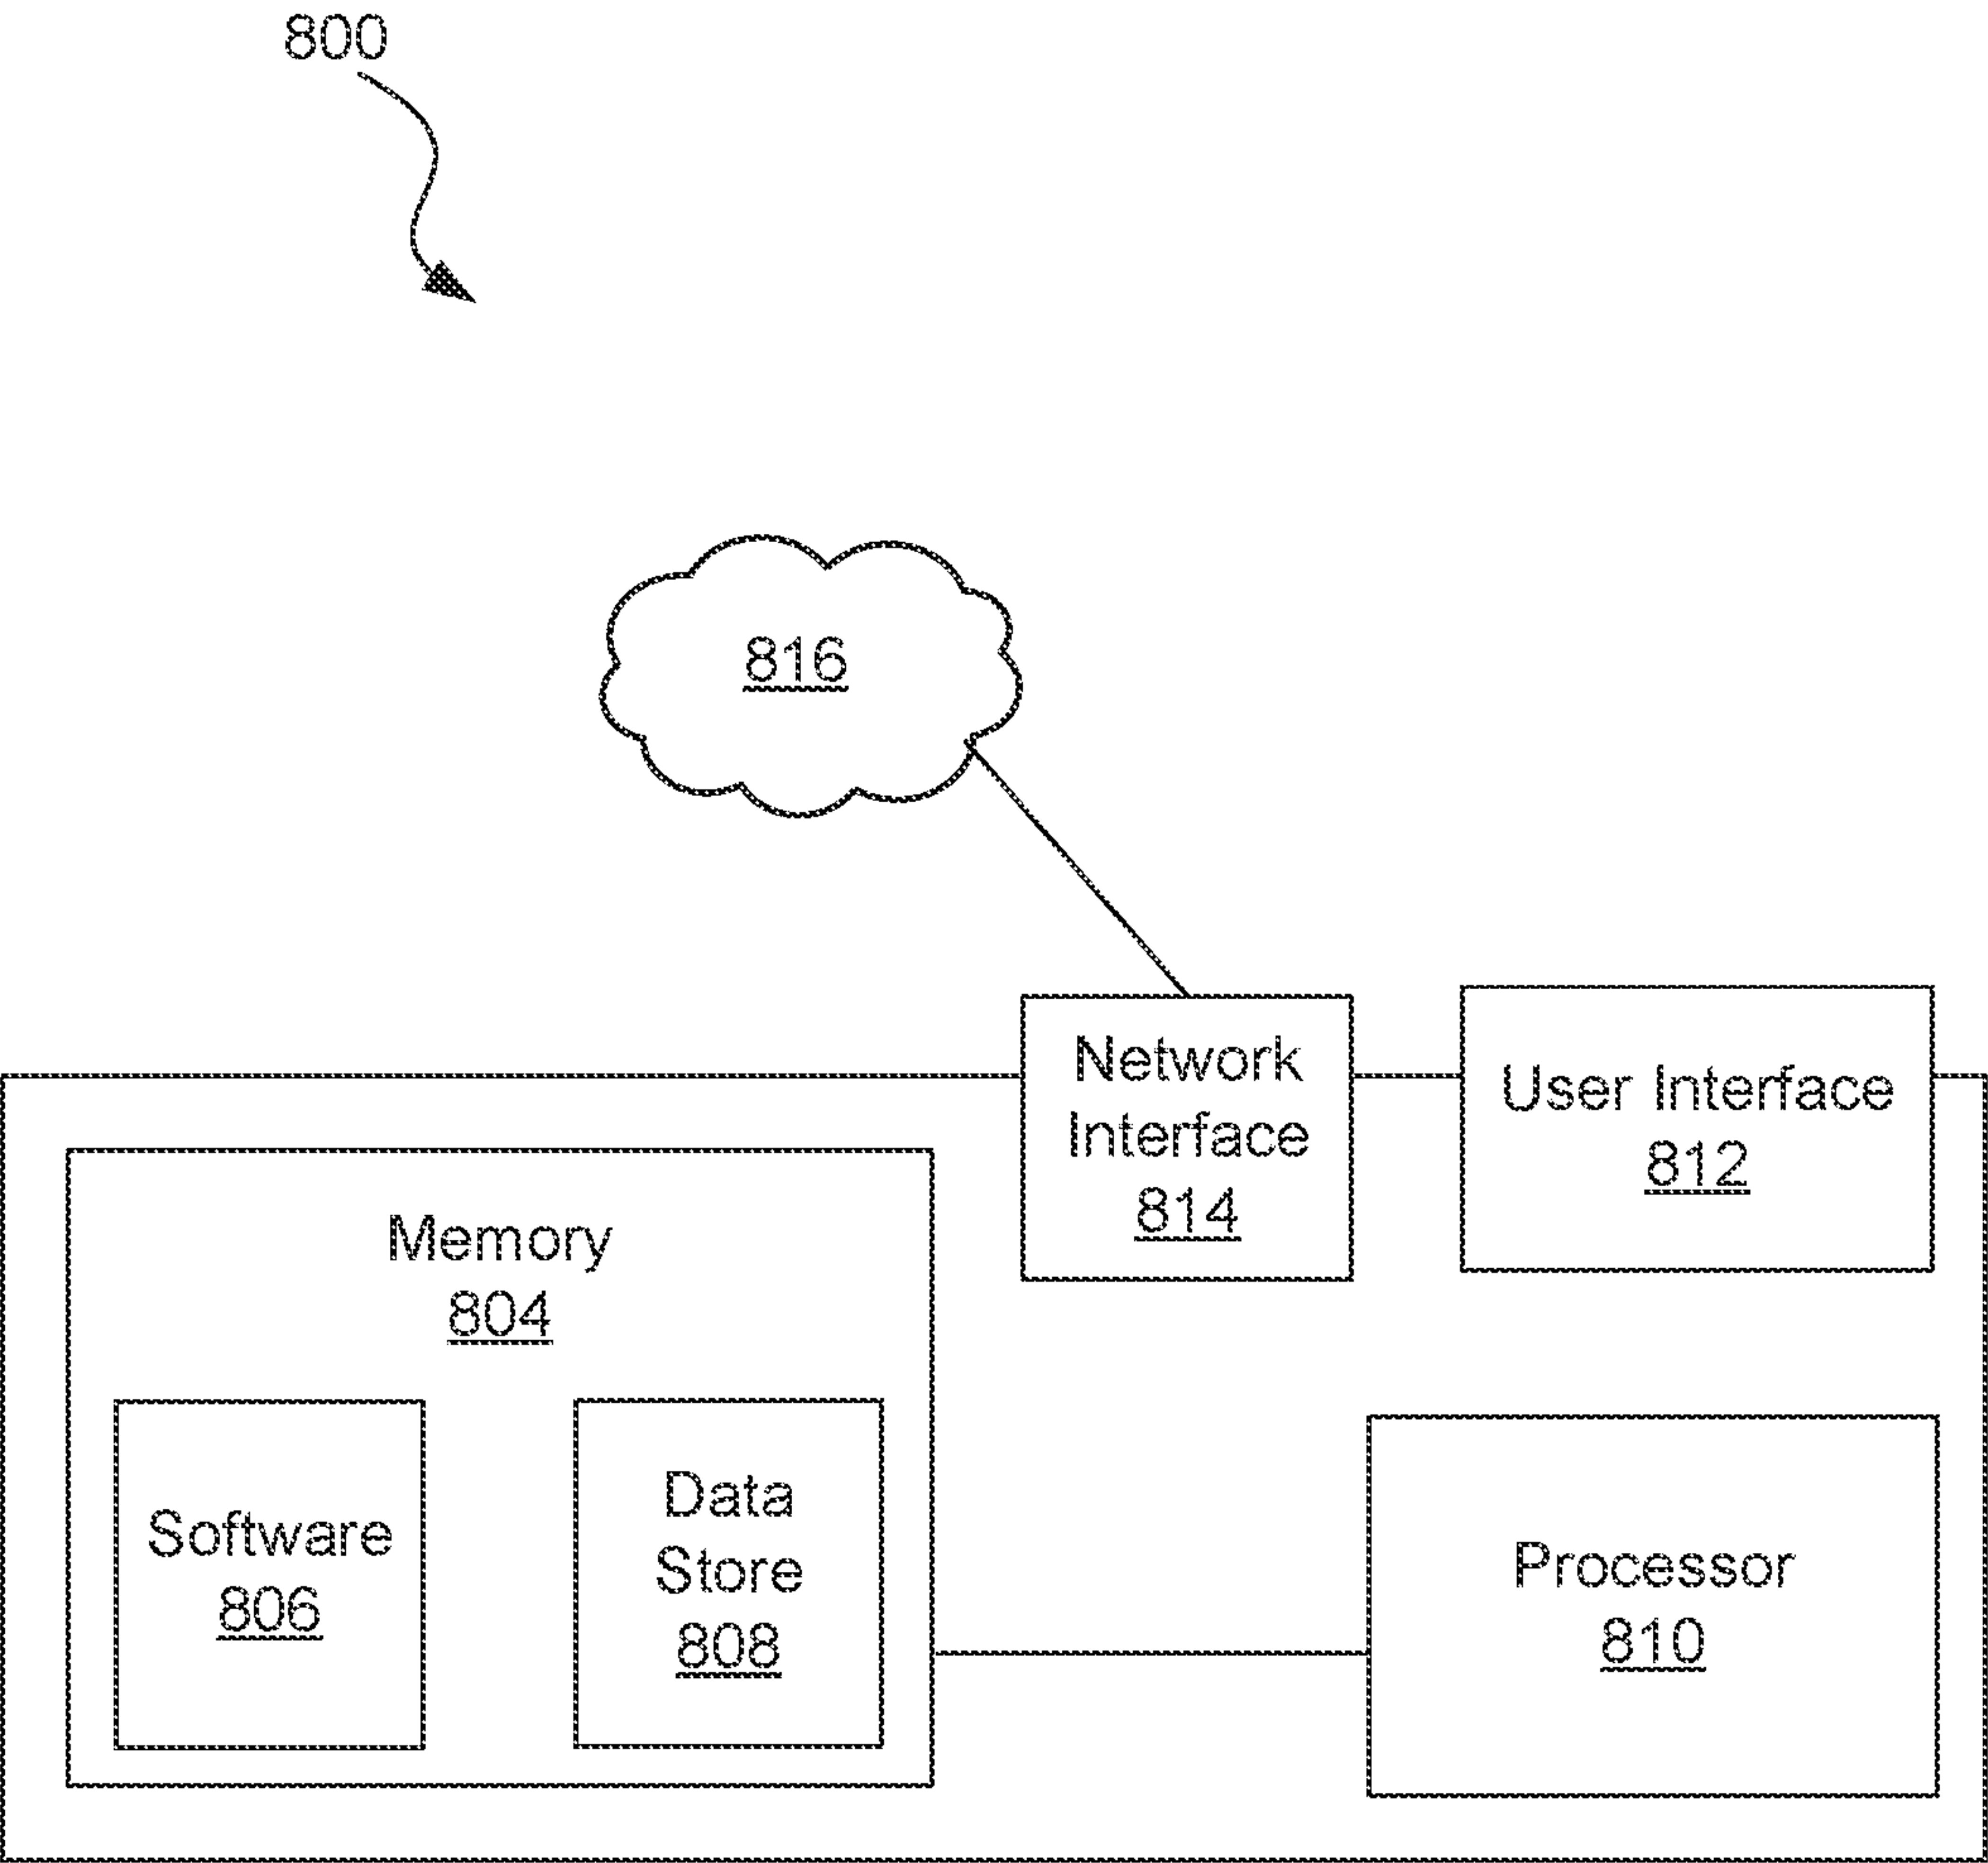 800
816
Network
Interface
814
User Interface
812
Memory
804
Software
806
Data
Store
808
Processor
810